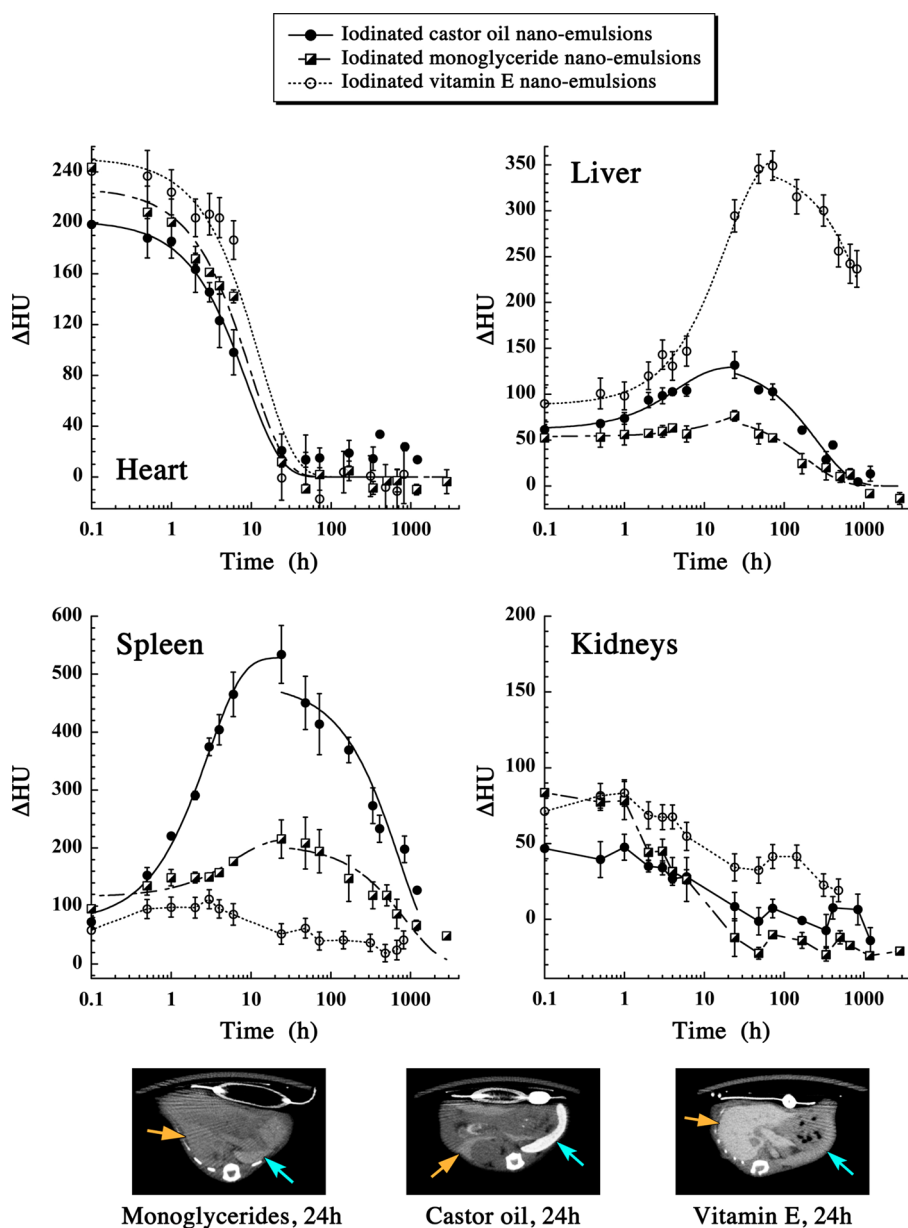 Iodinated castor oil nano-emulsions
Iodinated monoglyceride nano-emulsions
Iodinated vitamin E nano-emulsions
240
200
160
120
80
40
0
ΔHU
Heart
0.1 1 10 100 1000
Time (h)
350
300
250
200
150
100
50
0
ΔHU
Liver
0.1 1 10 100 1000
Time (h)
600
500
400
300
200
100
0
ΔHU
Spleen
0.1 1 10 100 1000
Time (h)
200
150
100
50
0
ΔHU
Kidneys
0.1 1 10 100 1000
Time (h)
Monoglycerides, 24h
Castor oil, 24h
Vitamin E, 24h